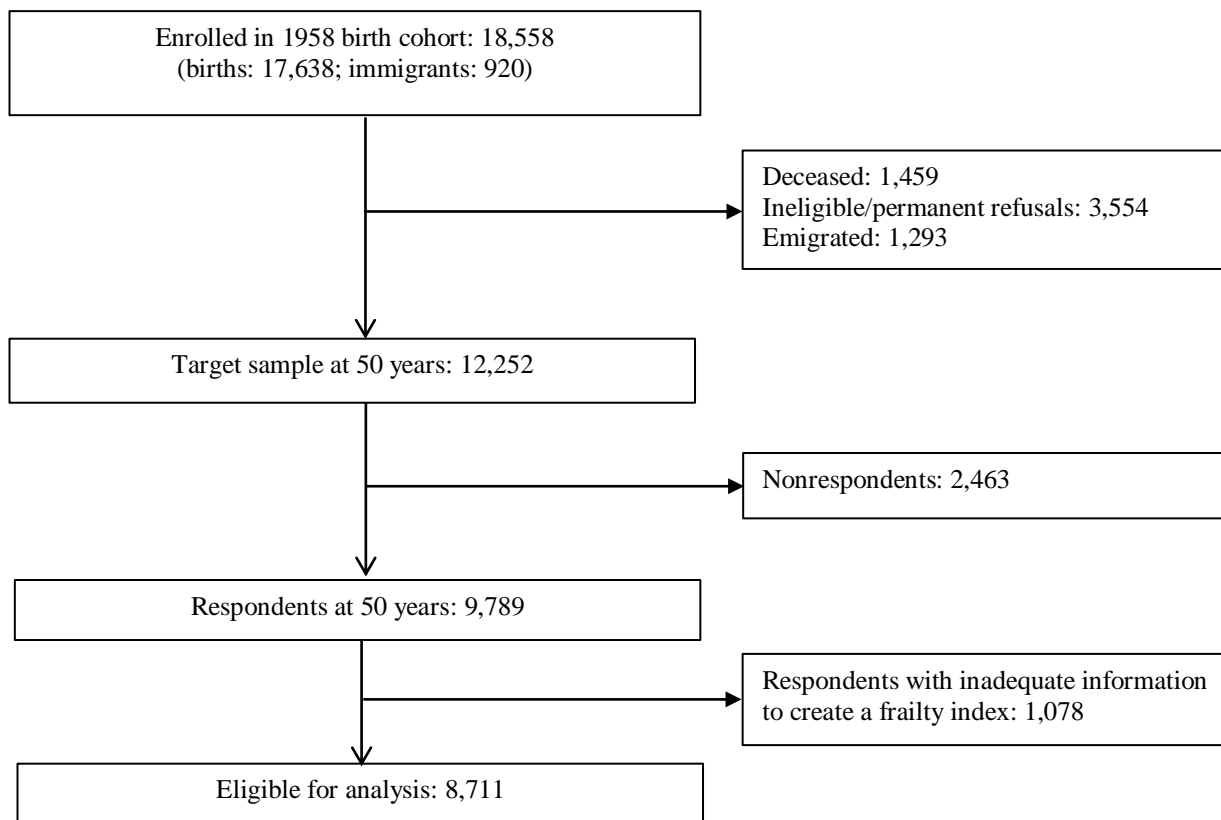 Enrolled in 1958 birth cohort: 18,558
(births: 17,638; immigrants: 920)
Deceased: 1,459
Ineligible/permanent refusals: 3,554
Emigrated: 1,293
Target sample at 50 years: 12,252
Nonrespondents: 2,463
Respondents at 50 years: 9,789
Respondents with inadequate information
to create a frailty index: 1,078
Eligible for analysis: 8,711